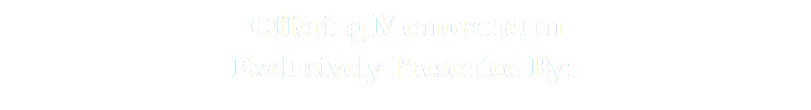 Offering Memorandum
Exclusively Presented By: